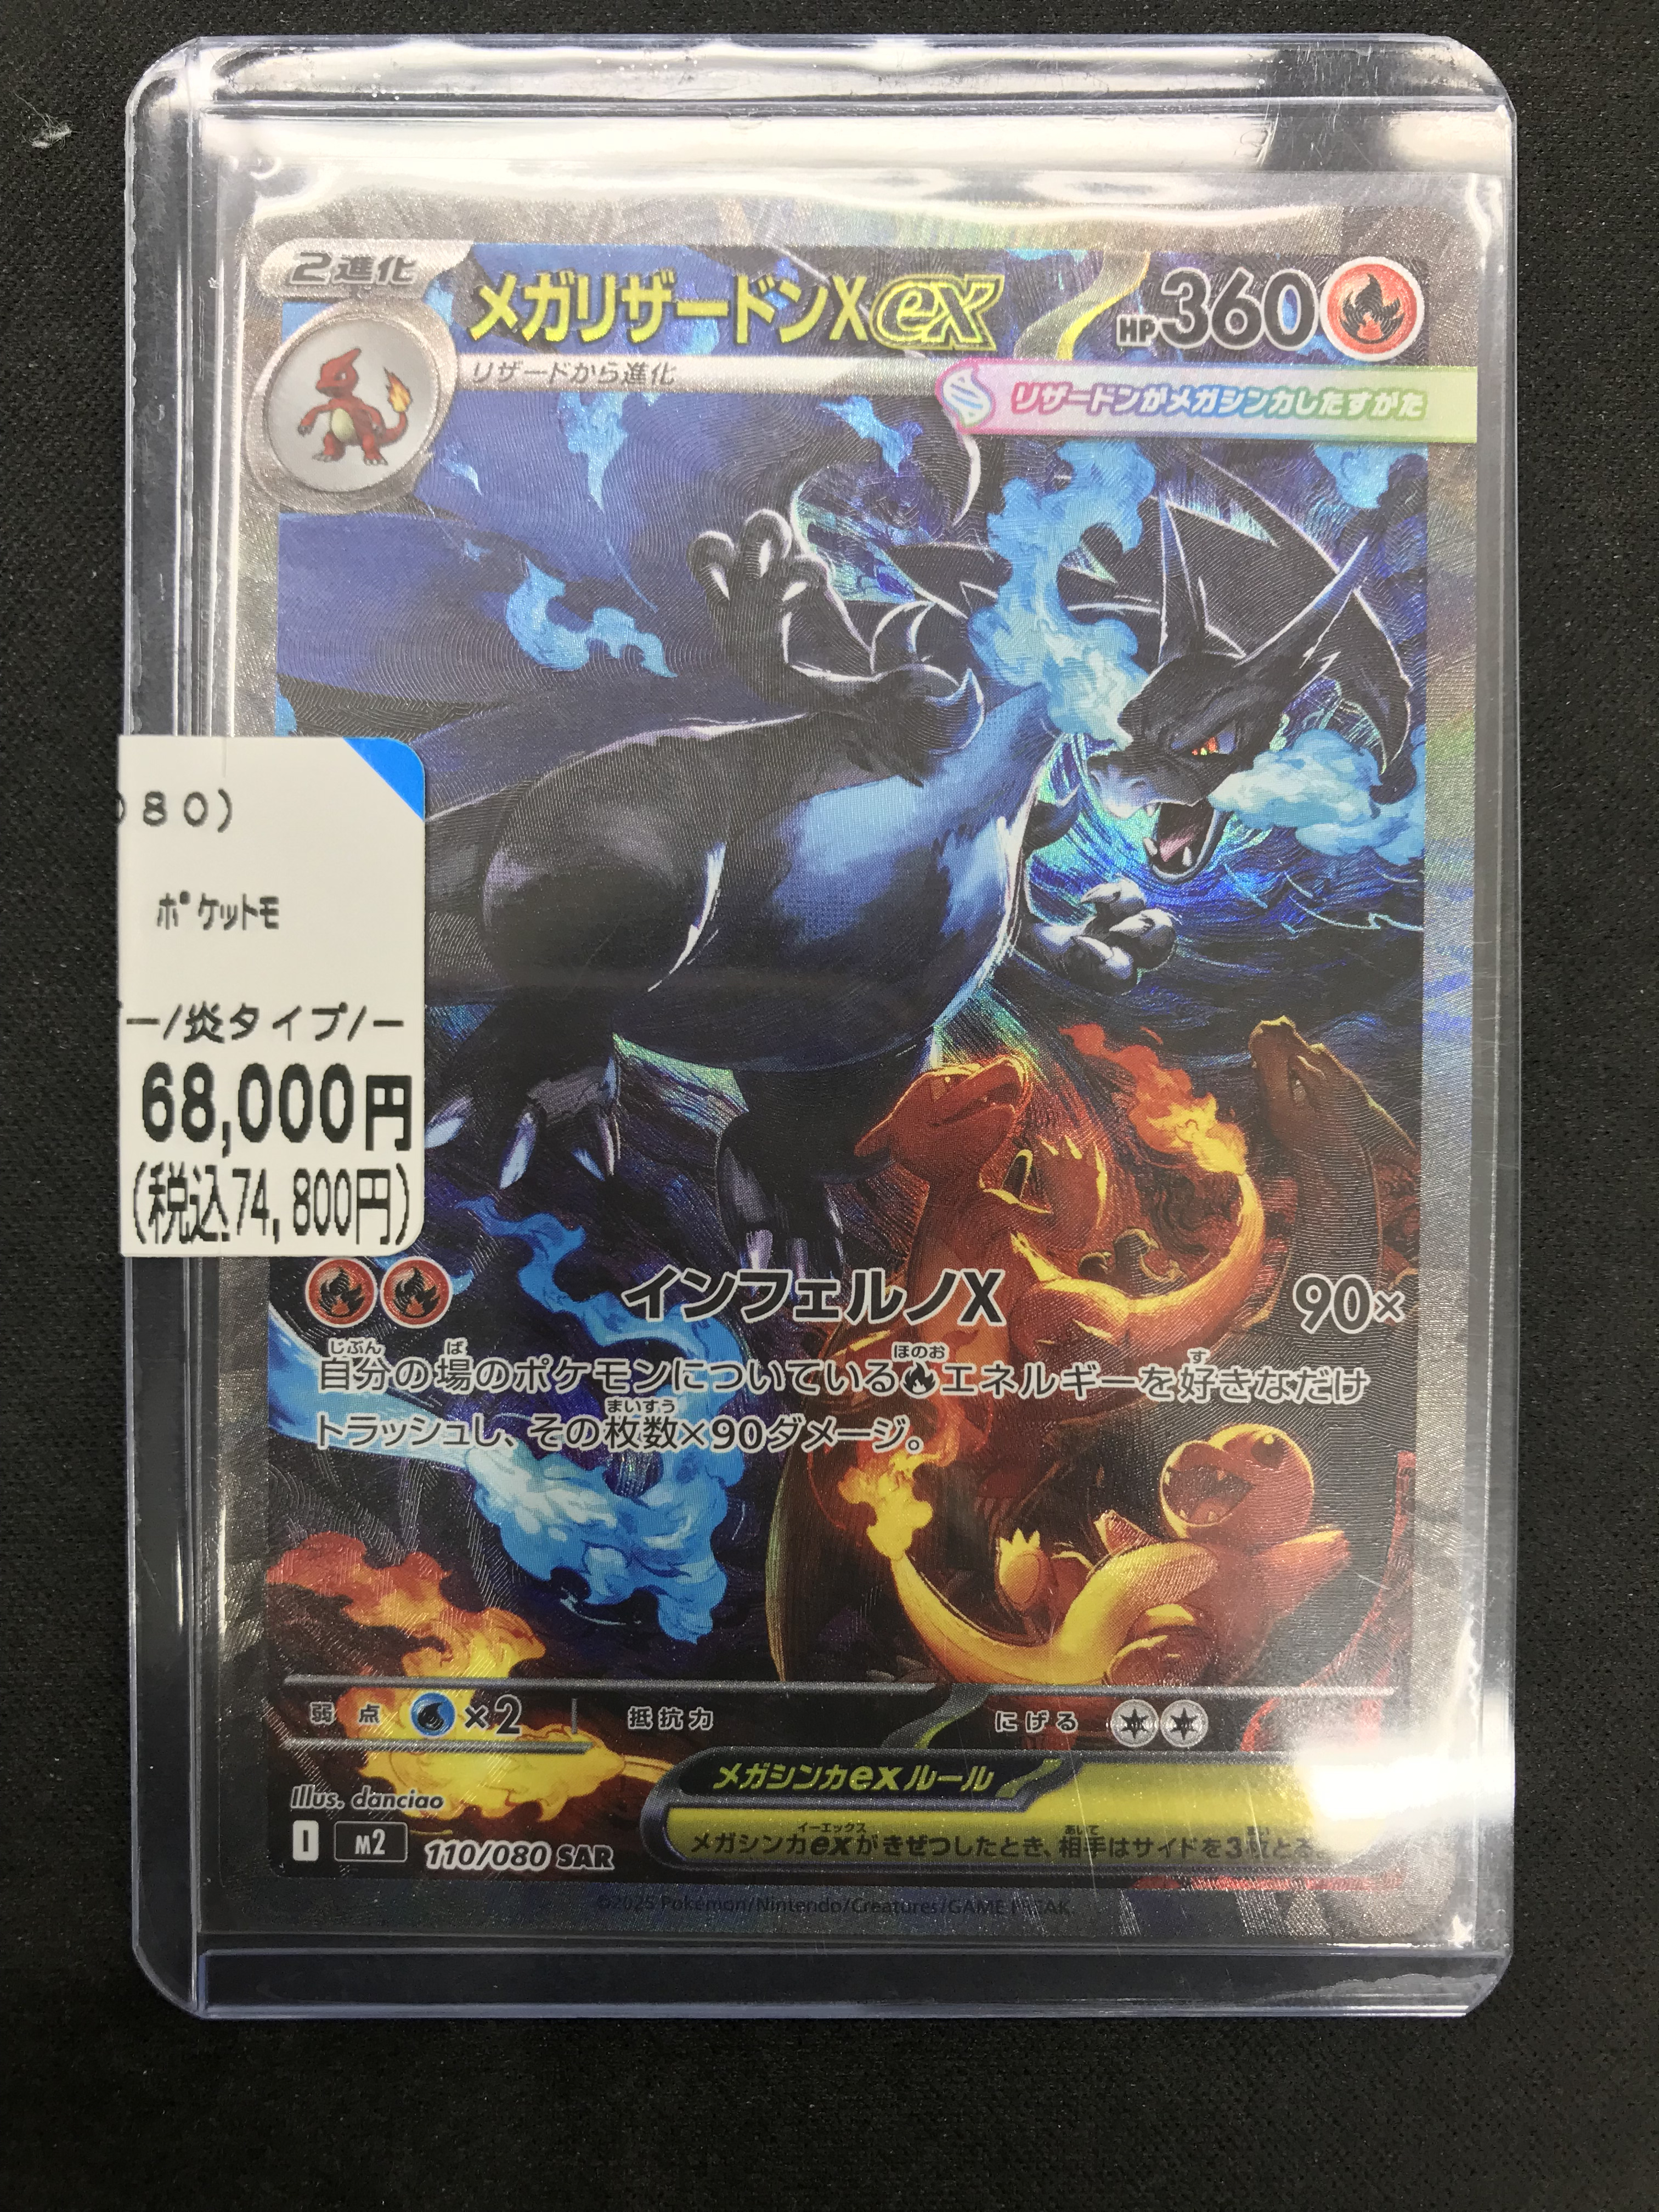 2進化
メガリザードンXex
HP360
リザードから進化
リザードンがメガシンカしたすがた
080)
ポケットモ
ー/炎タイプ/ー
68,000円
(税込74,800円)
インフェルノX 90×
自分の場のポケモンについているエネルギーを好きなだけ
トラッシュし、その枚数×90ダメージ。
弱点 ×2 抵抗力 にげる
メガシンカexルール
メガシンカexがきぜつしたとき、相手はサイドを3枚とる。
Illus. danciao
I M2 110/080 SAR
©2025 Pokémon/Nintendo/Creatures/GAME FREAK.